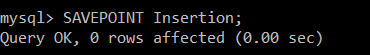 mysql> SAVEPOINT Insertion;
Query OK, 0 rows affected (0.00 sec)